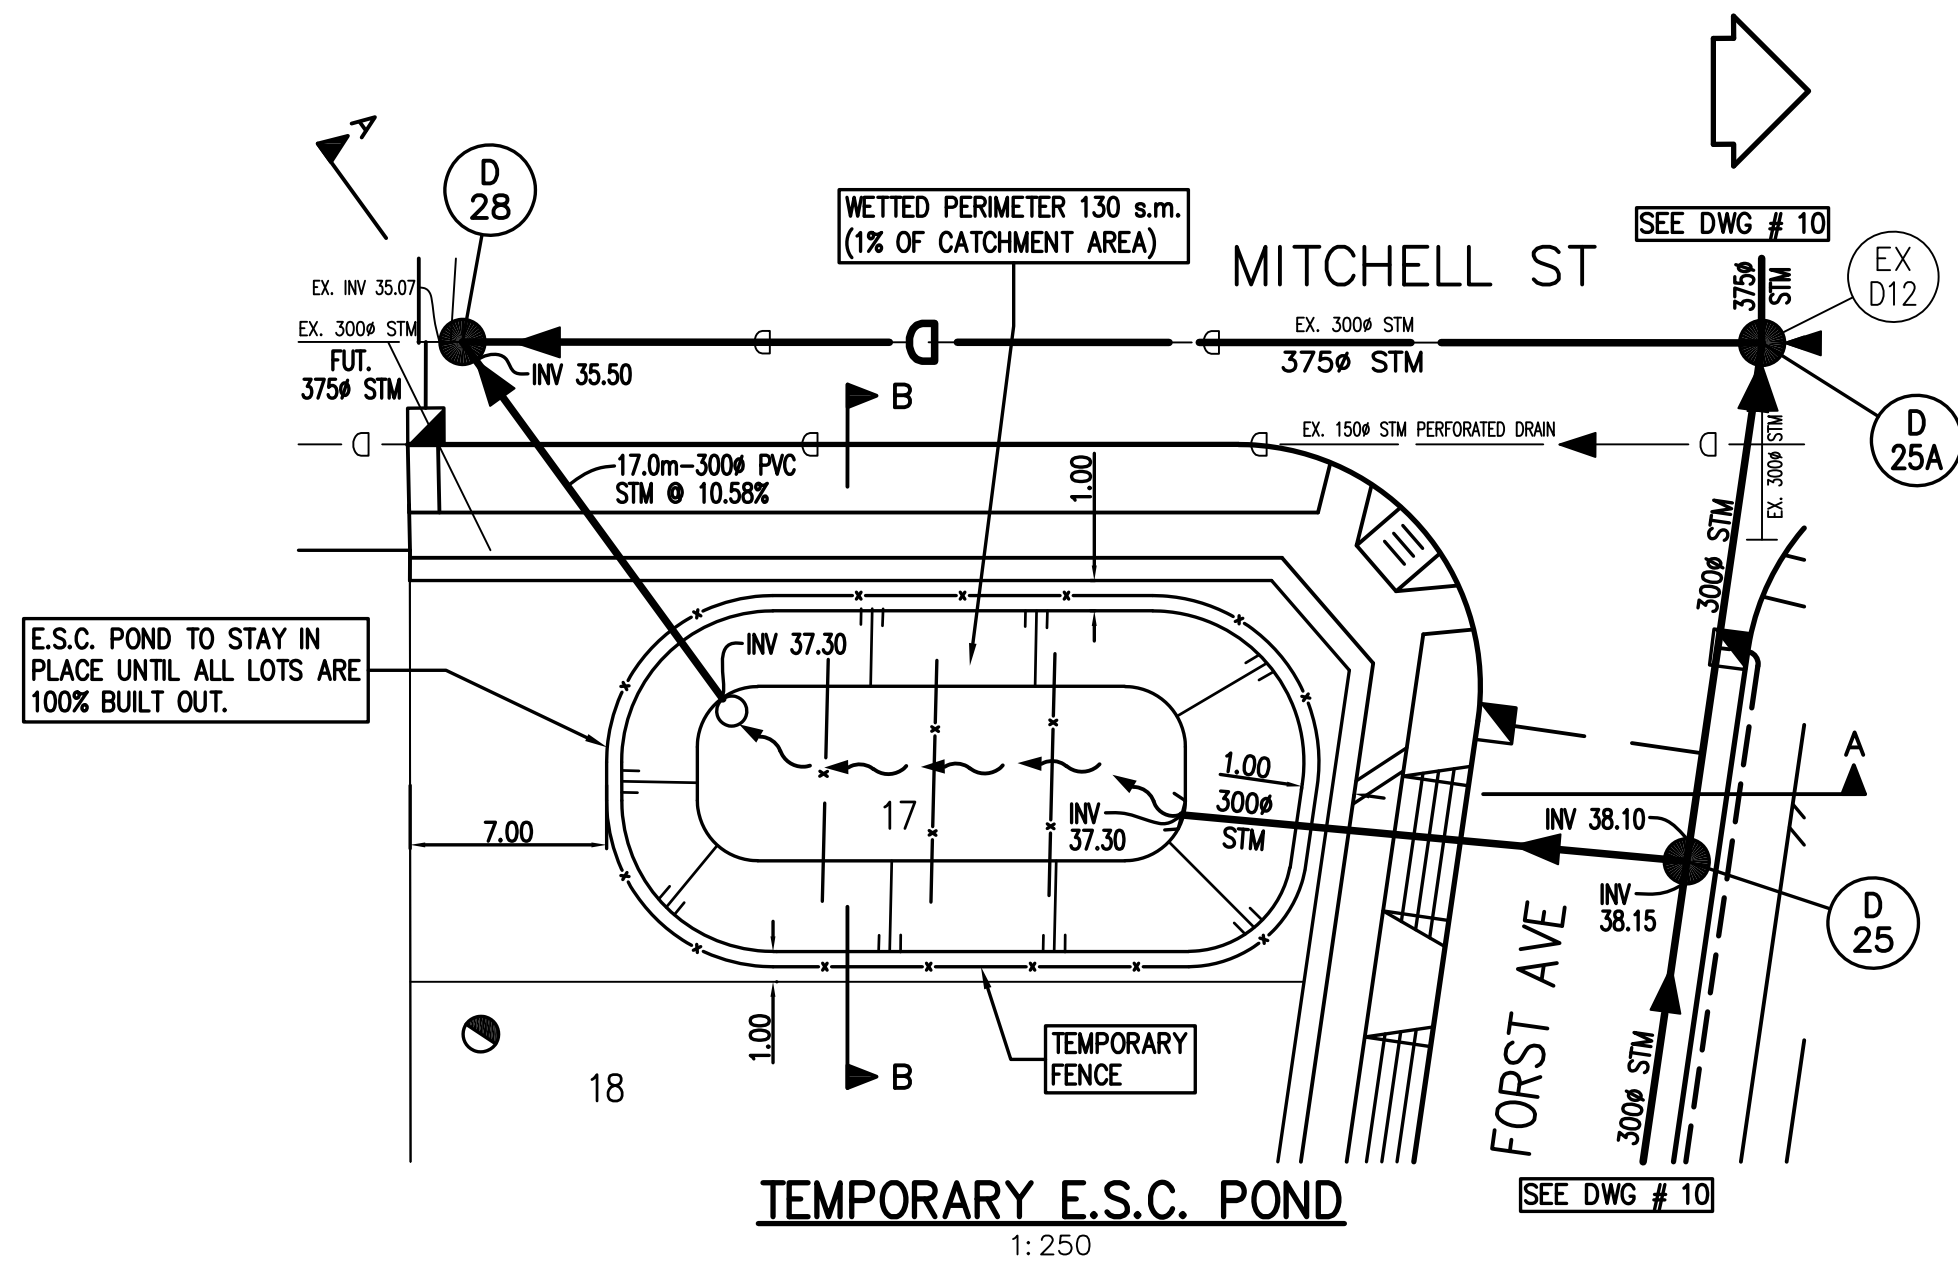 A
D
28
WETTED PERIMETER 130 s.m.
(1% OF CATCHMENT AREA)
MITCHELL ST
SEE DWG # 10
EX
D12
375ø
STM
EX. INV 35.07
EX. 300ø STM
FUT.
375ø STM
INV 35.50
EX. 300ø STM
375ø STM
B
EX. 150ø STM PERFORATED DRAIN
EX. 300ø STM
D
25A
17.0m-300ø PVC
STM @ 10.58%
1.00
300ø STM
E.S.C. POND TO STAY IN
PLACE UNTIL ALL LOTS ARE
100% BUILT OUT.
INV 37.30
A
1.00
300ø
STM
17
INV
37.30
INV 38.10
7.00
INV
38.15
D
25
FORST AVE
1.00
TEMPORARY
FENCE
B
18
300ø STM
SEE DWG # 10
TEMPORARY E.S.C. POND
1:250